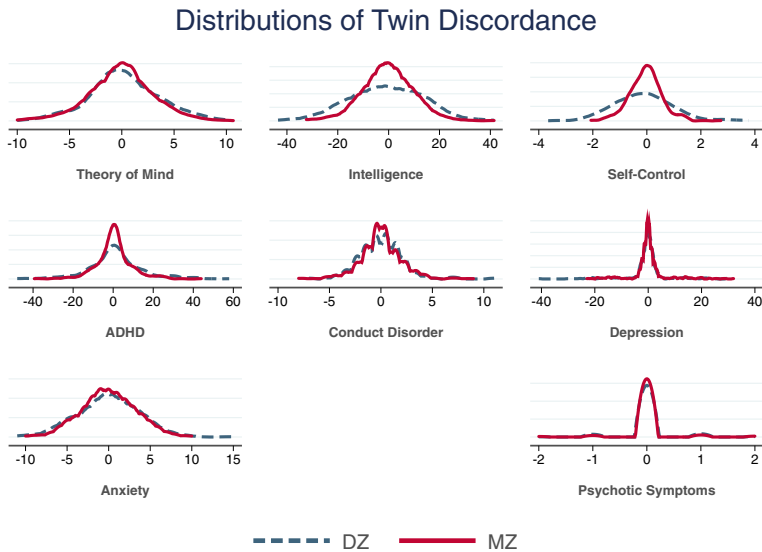 Distributions of Twin Discordance
-10 -5 0 5 10
Theory of Mind
-40 -20 0 20 40
Intelligence
-4 -2 0 2 4
Self-Control
-40 -20 0 20 40 60
ADHD
-10 -5 0 5 10
Conduct Disorder
-40 -20 0 20 40
Depression
-10 -5 0 5 10 15
Anxiety
-2 -1 0 1 2
Psychotic Symptoms
DZ MZ